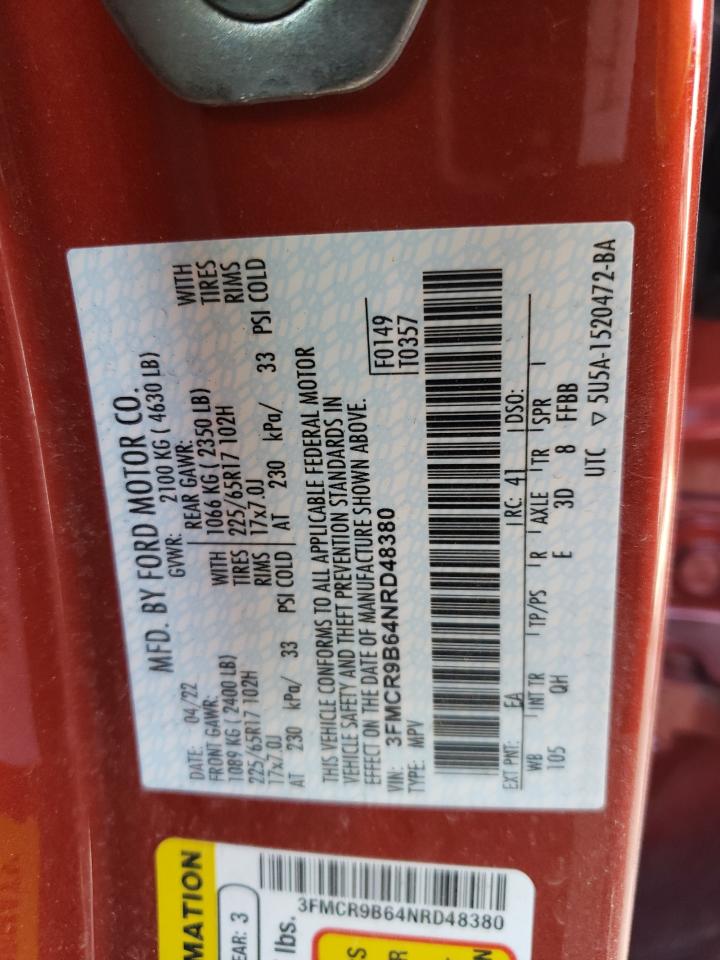 MFD. BY FORD MOTOR CO.
DATE: 04/22 GVWR: 2100 KG ( 4630 LB)
FRONT GAWR: REAR GAWR: WITH
1089 KG ( 2400 LB) WITH 1066 KG ( 2350 LB) TIRES
225/65R17 102H TIRES 225/65R17 102H RIMS
17x7.0J RIMS 17x7.0J
AT 230 kPa/ 33 PSI COLD AT 230 kPa/ 33 PSI COLD
THIS VEHICLE CONFORMS TO ALL APPLICABLE FEDERAL MOTOR
VEHICLE SAFETY AND THEFT PREVENTION STANDARDS IN
EFFECT ON THE DATE OF MANUFACTURE SHOWN ABOVE.
VIN: 3FMCR9B64NRD48380 F0149
TYPE: MPV T0357
EXT PNT: EA RC: 41 DSO:
WB INT TR TP/PS R AXLE TR SPR
105 QH E 3D 8 FFBB
UTC ▽ 5U5A-1520472-BA
MATION
EAR: 3
3FMCR9B64NRD48380
lbs.
S
R
N